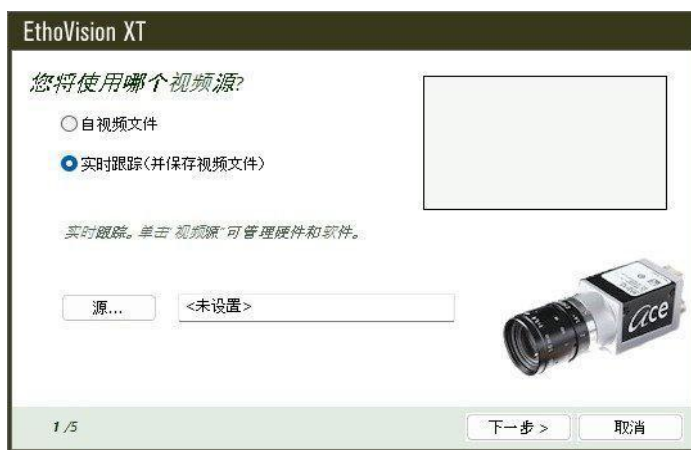 EthoVision XT
您将使用哪个视频源?
自视频文件
实时跟踪(并保存视频文件)
实时跟踪。单击"视频源"可管理硬件和软件。
源...
<未设置>
ace
1/5
下一步 >
取消